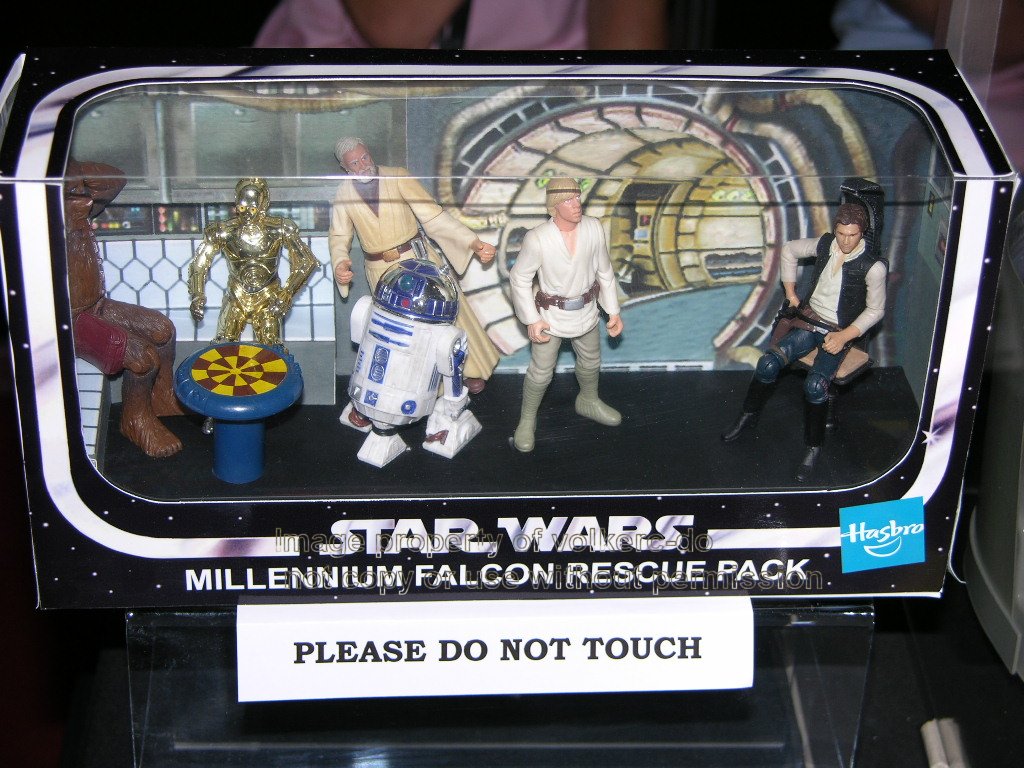 STAR WARS
Hasbro
MILLENNIUM FALCON RESCUE PACK
Image property of volkerc-do
not copy or use without permission
PLEASE DO NOT TOUCH